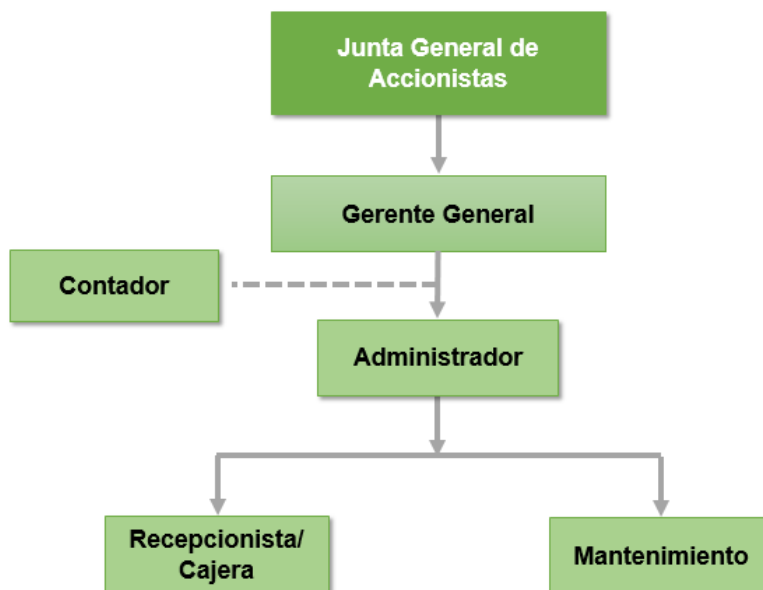 Junta General de
Accionistas
Gerente General
Contador
Administrador
Recepcionista/
Cajera
Mantenimiento